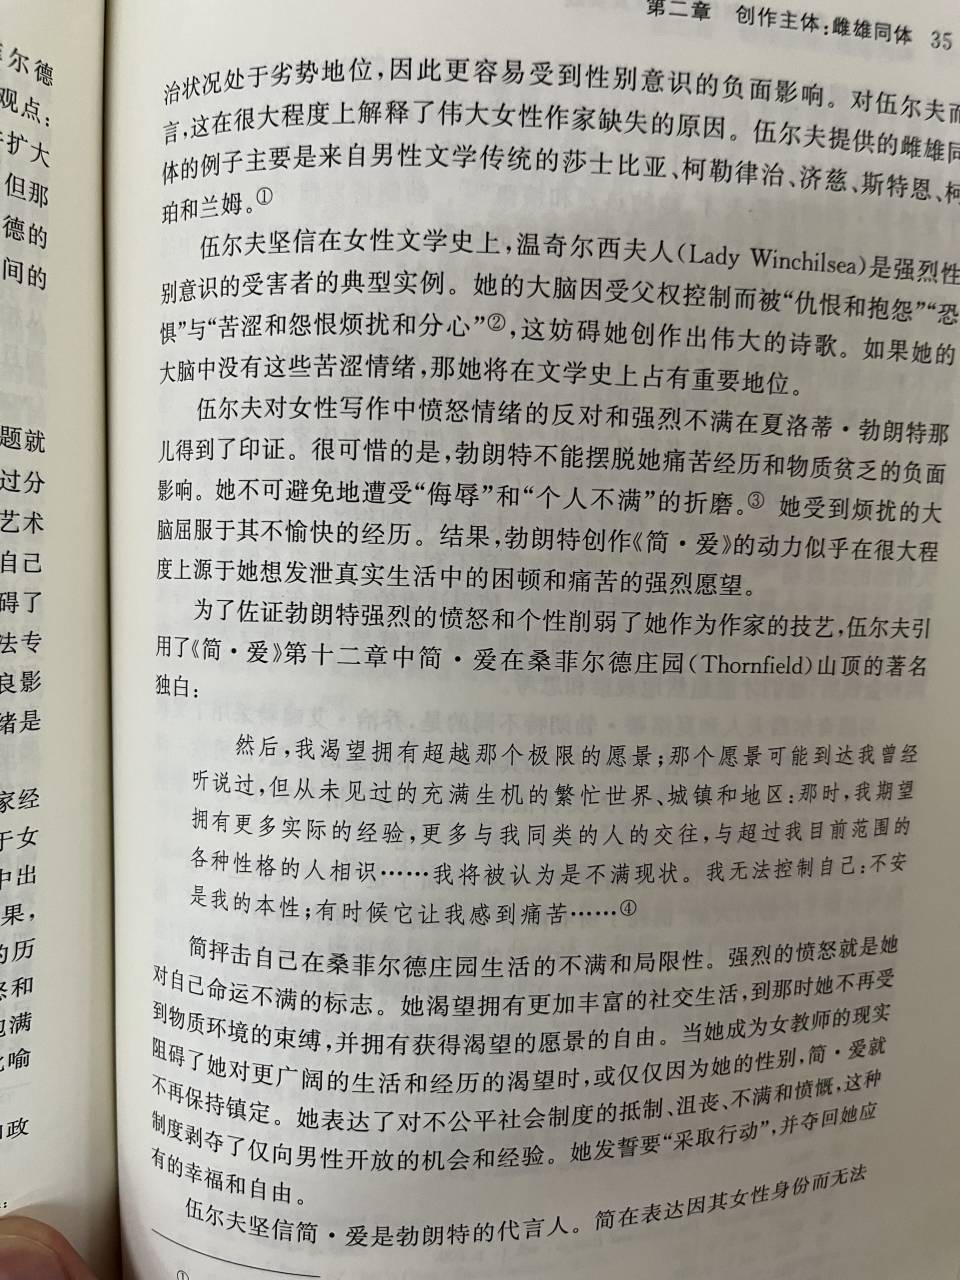 第二章 创作主体:雌雄同体 35
治状况处于劣势地位,因此更容易受到性别意识的负面影响。对伍尔夫而
言,这在很大程度上解释了伟大女性作家缺失的原因。伍尔夫提供的雌雄同
体的例子主要是来自男性文学传统的莎士比亚、柯勒律治、济慈、斯特恩、柯
珀和兰姆。①
伍尔夫坚信在女性文学史上,温奇尔西夫人(Lady Winchilsea)是强烈性
别意识的受害者的典型实例。她的大脑因受父权控制而被“仇恨和抱怨”“恐
惧”与“苦涩和怨恨烦扰和分心”②,这妨碍她创作出伟大的诗歌。如果她的
大脑中没有这些苦涩情绪,那她将在文学史上占有重要地位。
伍尔夫对女性写作中愤怒情绪的反对和强烈不满在夏洛蒂·勃朗特那
儿得到了印证。很可惜的是,勃朗特不能摆脱她痛苦经历和物质贫乏的负面
影响。她不可避免地遭受“侮辱”和“个人不满”的折磨。③ 她受到烦扰的大
脑屈服于其不愉快的经历。结果,勃朗特创作《简·爱》的动力似乎在很大程
度上源于她想发泄真实生活中的困顿和痛苦的强烈愿望。
为了佐证勃朗特强烈的愤怒和个性削弱了她作为作家的技艺,伍尔夫引
用了《简·爱》第十二章中简·爱在桑菲尔德庄园(Thornfield)山顶的著名
独白:
然后,我渴望拥有超越那个极限的愿景;那个愿景可能到达我曾经
听说过,但从未见过的充满生机的繁忙世界、城镇和地区:那时,我期望
拥有更多实际的经验,更多与我同类的人的交往,与超过我目前范围的
各种性格的人相识……我将被认为是不满现状。我无法控制自己:不安
是我的本性;有时候它让我感到痛苦……④
简抨击自己在桑菲尔德庄园生活的不满和局限性。强烈的愤怒就是她
对自己命运不满的标志。她渴望拥有更加丰富的社交生活,到那时她不再受
到物质环境的束缚,并拥有获得渴望的愿景的自由。当她成为女教师的现实
阻碍了她对更广阔的生活和经历的渴望时,或仅仅因为她的性别,简·爱就
不再保持镇定。她表达了对不公平社会制度的抵制、沮丧、不满和愤慨,这种
制度剥夺了仅向男性开放的机会和经验。她发誓要“采取行动”,并夺回她应
有的幸福和自由。
伍尔夫坚信简·爱是勃朗特的代言人。简在表达因其女性身份而无法
①
尔德
观点:
扩大
但那
德的
间的
题就
过分
艺术
自己
碍了
法专
良影
绪是
家经
于女
中出
果,
的历
怒和
饱满
比喻
政